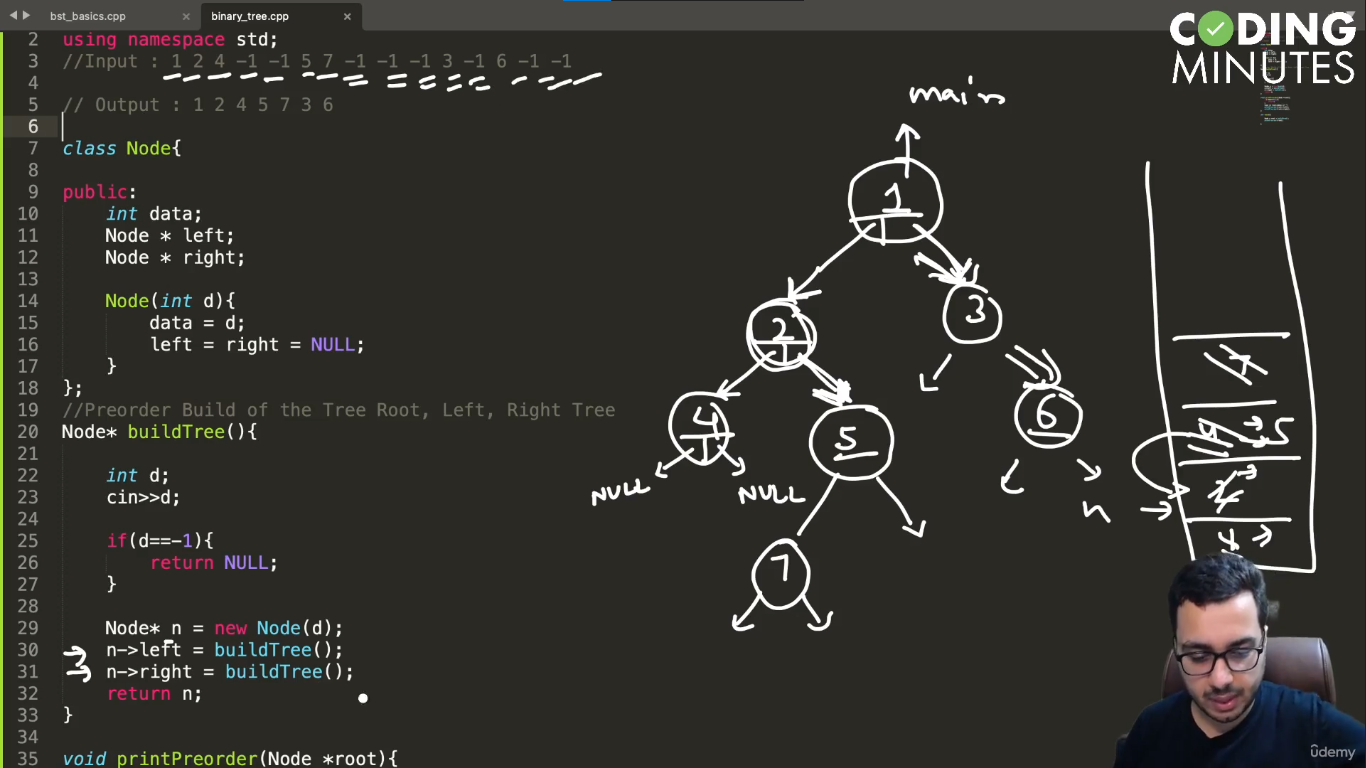 bst_basics.cpp
binary_tree.cpp
CODING
MINUTES
2 using namespace std;
3 //Input : 1 2 4 -1 -1 5 7 -1 -1 -1 3 -1 6 -1 -1
4
5 // Output : 1 2 4 5 7 3 6
6
7 class Node{
8
9 public:
10 int data;
11 Node * left;
12 Node * right;
13
14 Node(int d){
15 data = d;
16 left = right = NULL;
17 }
18 };
19 //Preorder Build of the Tree Root, Left, Right Tree
20 Node* buildTree(){
21
22 int d;
23 cin>>d;
24
25 if(d==-1){
26 return NULL;
27 }
28
29 Node* n = new Node(d);
30 n->left = buildTree();
31 n->right = buildTree();
32 return n;
33 }
34
35 void printPreorder(Node *root){
main
1
2
3
4
5
6
NULL
NULL
7
5
n
udemy